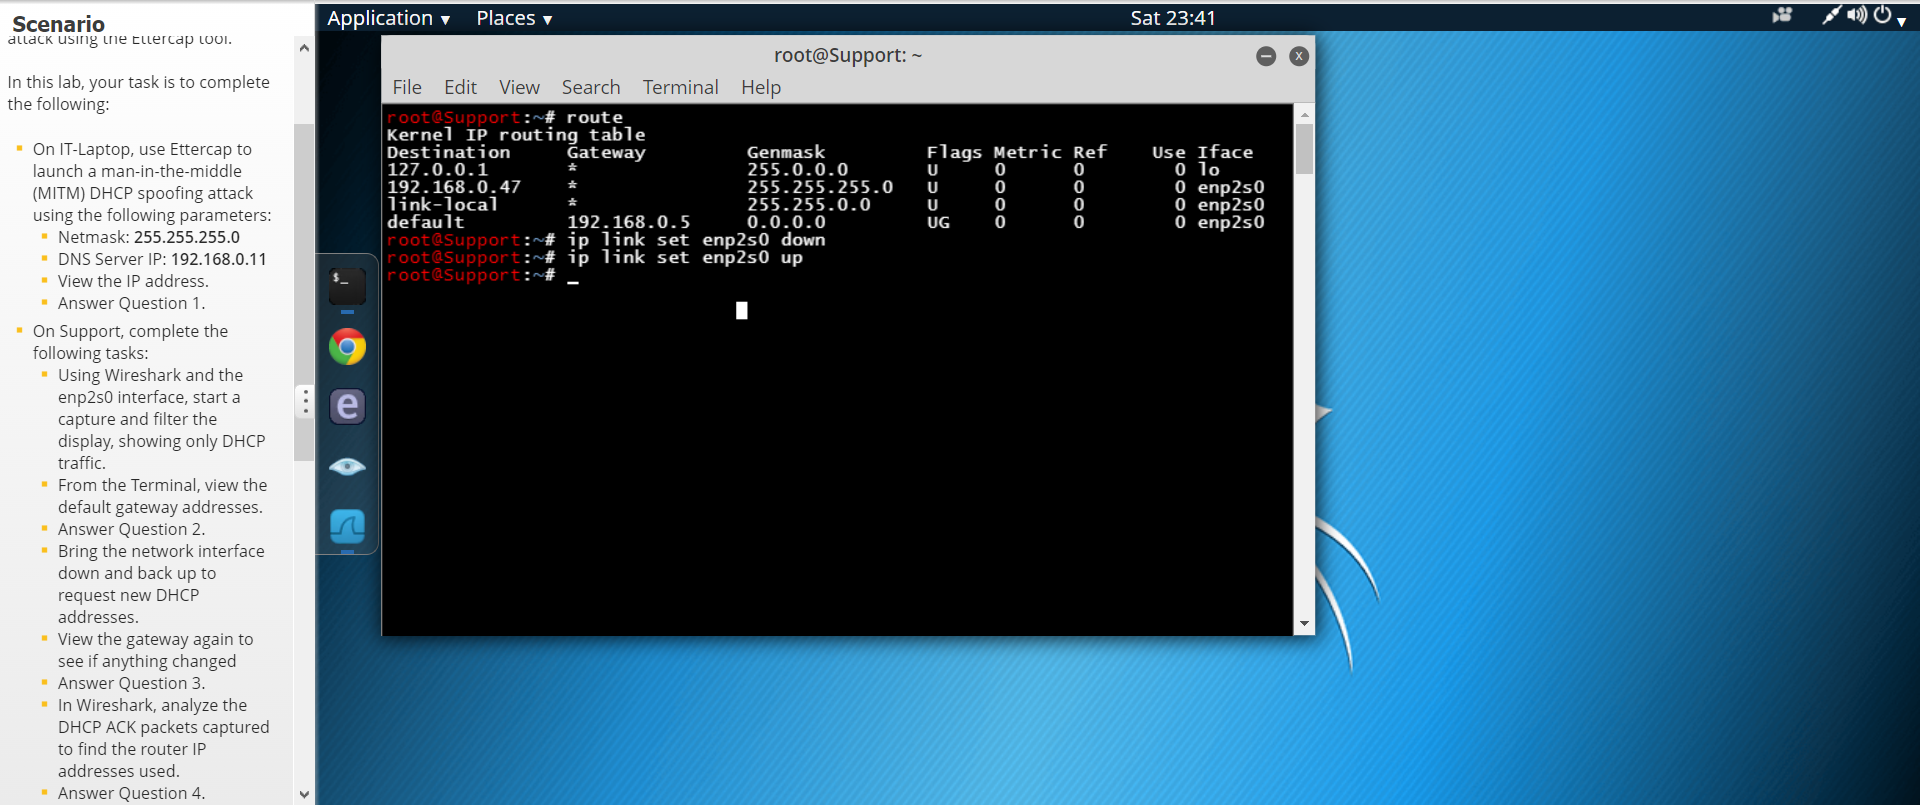 Scenario
attack using the Ettercap tool.
In this lab, your task is to complete
the following:
On IT-Laptop, use Ettercap to
launch a man-in-the-middle
(MITM) DHCP spoofing attack
using the following parameters:
Netmask: 255.255.255.0
DNS Server IP: 192.168.0.11
View the IP address.
Answer Question 1.
On Support, complete the
following tasks:
Using Wireshark and the
enp2s0 interface, start a
capture and filter the
display, showing only DHCP
traffic.
From the Terminal, view the
default gateway addresses.
Answer Question 2.
Bring the network interface
down and back up to
request new DHCP
addresses.
View the gateway again to
see if anything changed
Answer Question 3.
In Wireshark, analyze the
DHCP ACK packets captured
to find the router IP
addresses used.
Answer Question 4.
Application ▾ Places ▾ Sat 23:41
root@Support: ~
File Edit View Search Terminal Help
root@Support:~# route
Kernel IP routing table
Destination Gateway Genmask Flags Metric Ref Use Iface
127.0.0.1 * 255.0.0.0 U 0 0 0 lo
192.168.0.47 * 255.255.255.0 U 0 0 0 enp2s0
link-local * 255.255.0.0 U 0 0 0 enp2s0
default 192.168.0.5 0.0.0.0 UG 0 0 0 enp2s0
root@Support:~# ip link set enp2s0 down
root@Support:~# ip link set enp2s0 up
root@Support:~# _
$_
e